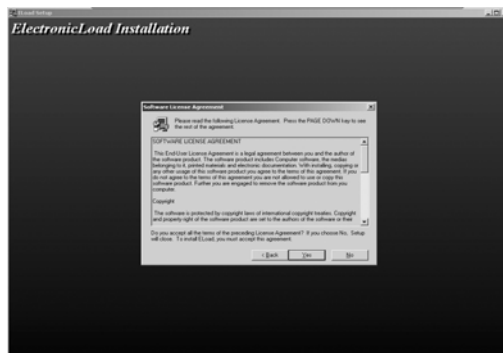 ELoad Setup
ElectronicLoad Installation
Software License Agreement
Please read the following License Agreement. Press the PAGE DOWN key to see
the rest of the agreement.
SOFTWARE LICENSE AGREEMENT
This End-User License Agreement is a legal agreement between you and the author of
the software product. The software product includes Computer software, the medias
belonging to it, printed materials and electronic documentation. With installing, copying or
any other usage of this software product you agree to the terms of this agreement. If you
do not agree to the terms of this agreement you are not allowed to use or copy this
software product. Further you are engaged to remove the software product from you
computer.
Copyright
The software is protected by copyright laws of international copyright treaties. Copyright
and property-right of the software product are set to the authors of the software or their
Do you accept all the terms of the preceding License Agreement? If you choose No, Setup
will close. To install ELoad, you must accept this agreement.
< Back
Yes
No